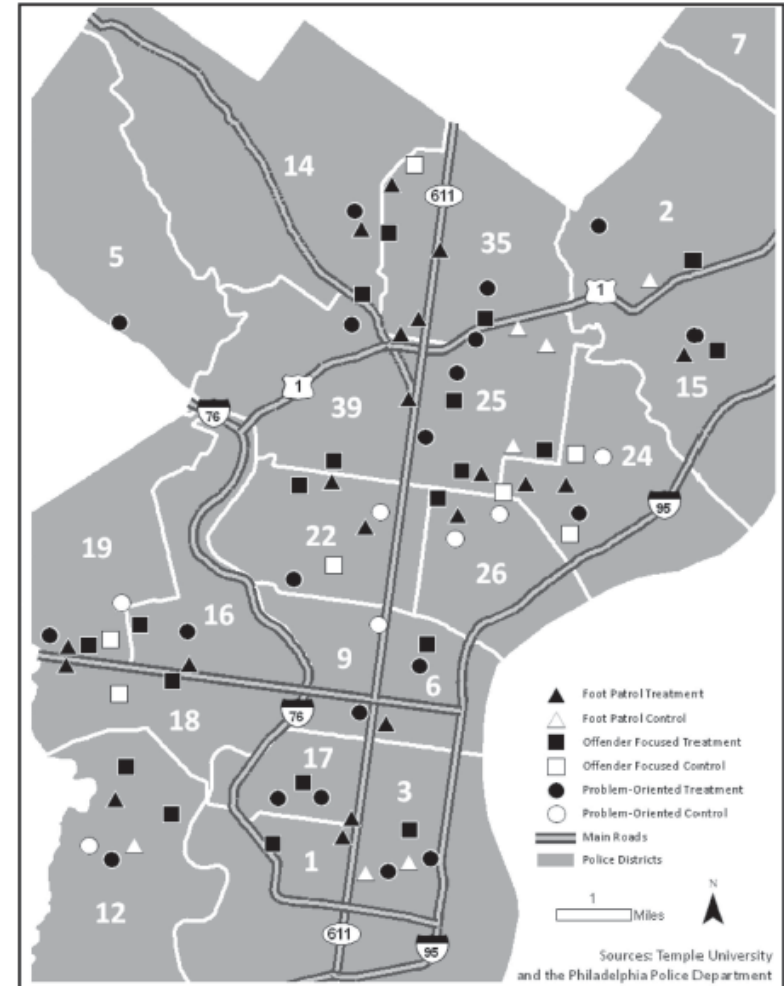 7
14
2
611
35
5
1
15
1
39
25
76
24
95
22
19
26
16
9
6
76
18
17
3
1
12
611
95
Foot Patrol Treatment
Foot Patrol Control
Offender Focused Treatment
Offender Focused Control
Problem-Oriented Treatment
Problem-Oriented Control
Main Roads
Police Districts
1
Miles
N
Sources: Temple University
and the Philadelphia Police Department